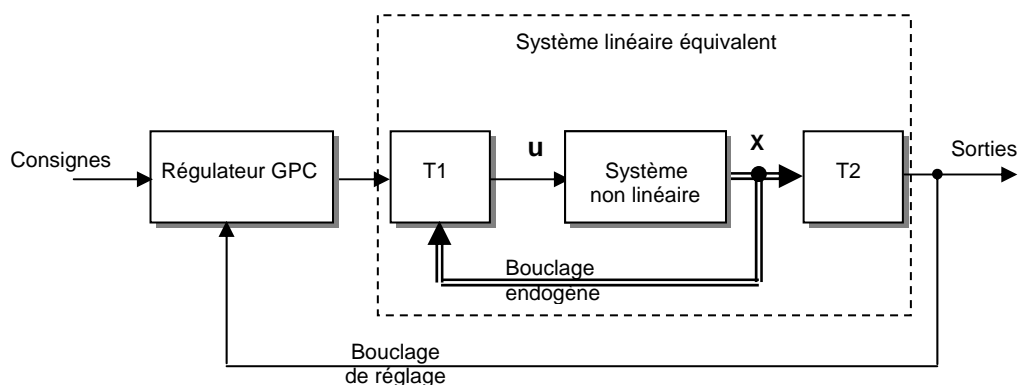 Système linéaire équivalent
Consignes
Régulateur GPC
T1
u
Système
non linéaire
x
T2
Sorties
Bouclage
endogène
Bouclage
de réglage